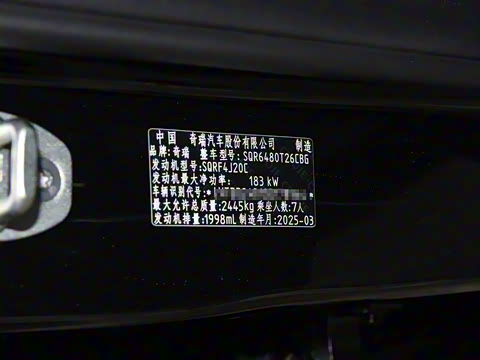 中国 奇瑞汽车股份有限公司 制造
品牌:奇瑞 整车型号:SQR6480T26CBG
发动机型号:SQRF4J20C
发动机最大净功率: 183 kW
车辆识别代号:
最大允许总质量:2445kg 乘坐人数:7人
发动机排量:1998mL 制造年月:2025-03